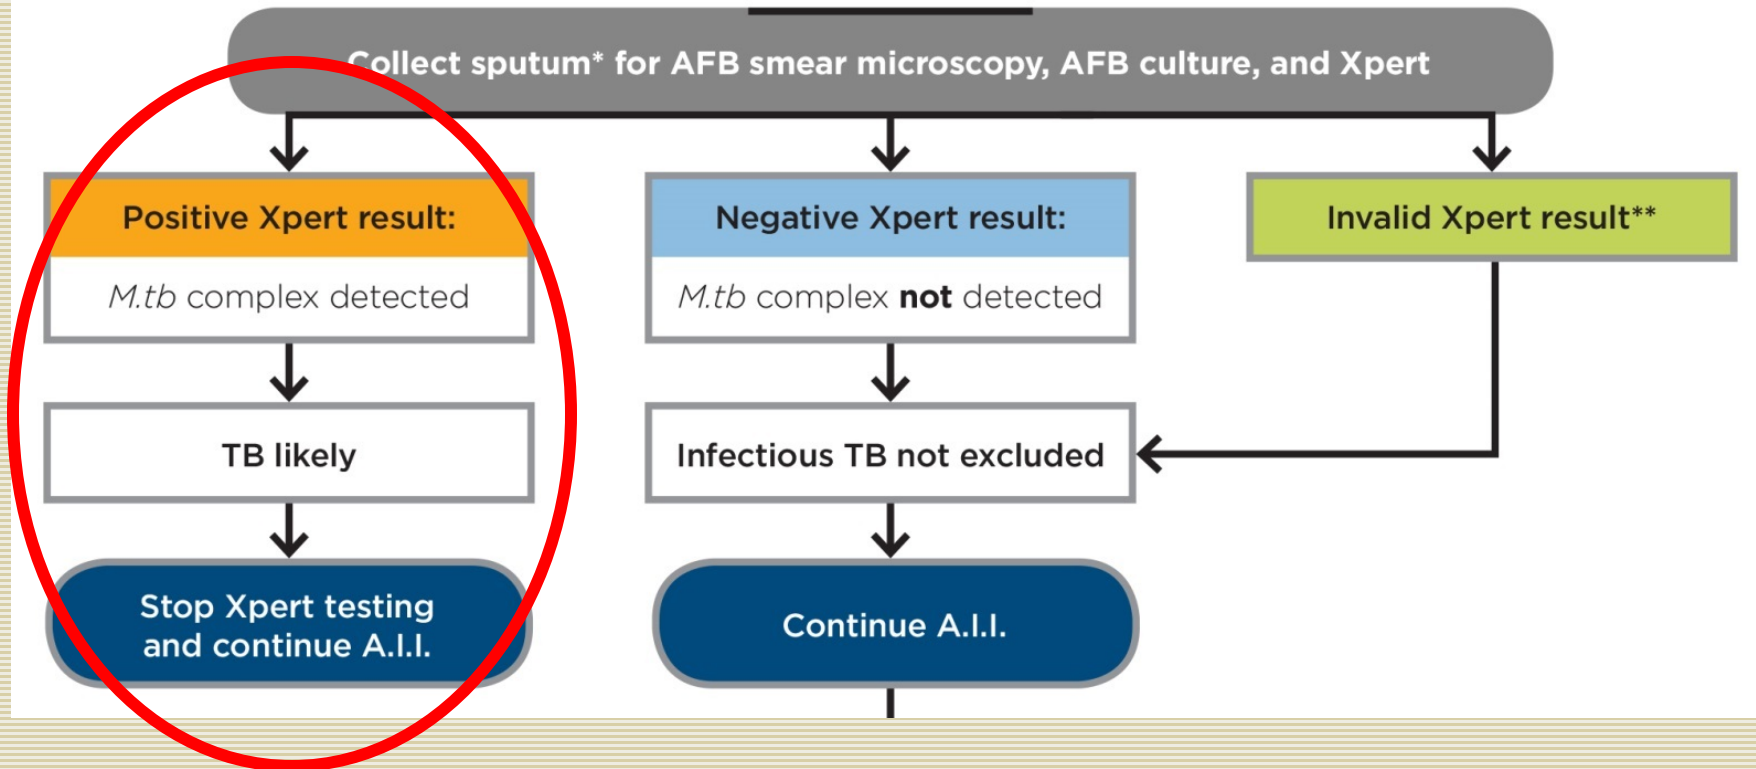 Collect sputum* for AFB smear microscopy, AFB culture, and Xpert
Positive Xpert result:
M.tb complex detected
TB likely
Stop Xpert testing
and continue A.I.I.
Negative Xpert result:
M.tb complex not detected
Infectious TB not excluded
Continue A.I.I.
Invalid Xpert result**